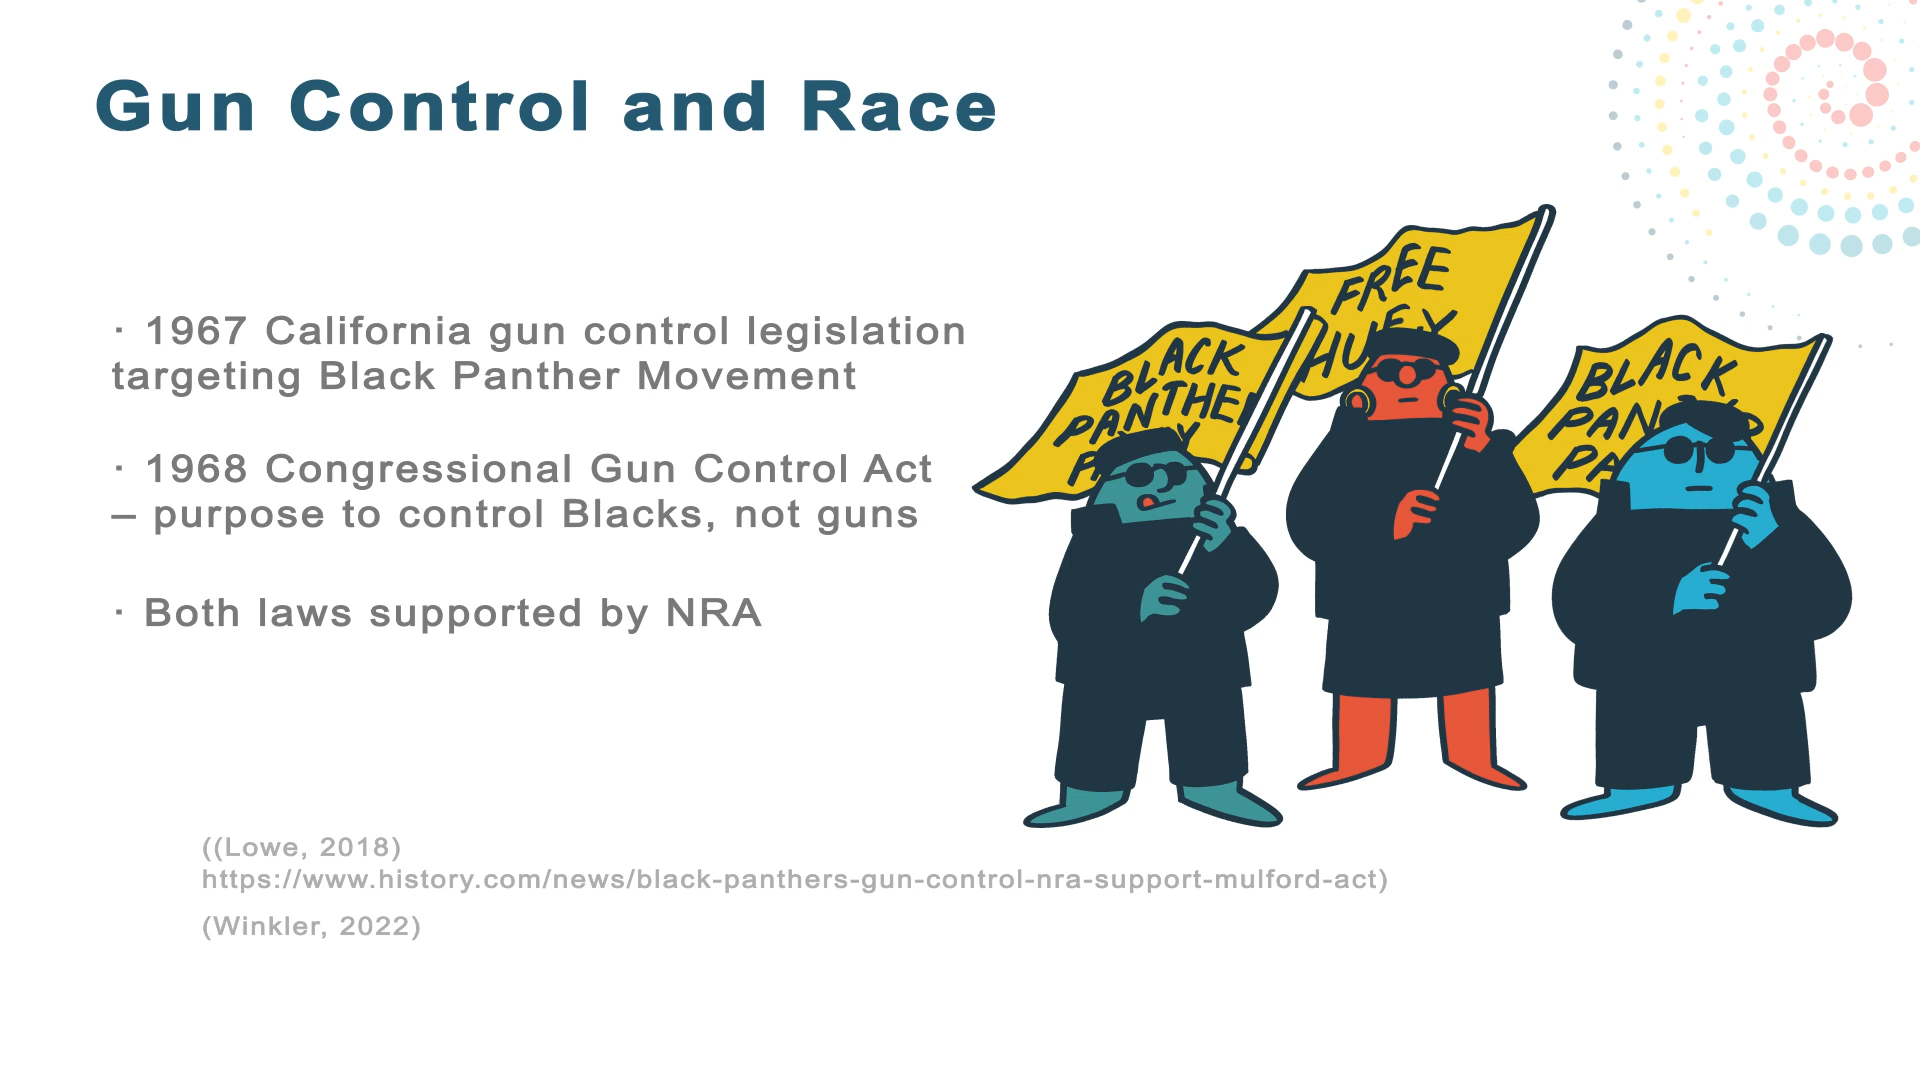 Gun Control and Race
· 1967 California gun control legislation
targeting Black Panther Movement
· 1968 Congressional Gun Control Act
– purpose to control Blacks, not guns
· Both laws supported by NRA
FREE
HUEY
BLACK
PANTHE
P Y
BLACK
PAN
PA
((Lowe, 2018)
https://www.history.com/news/black-panthers-gun-control-nra-support-mulford-act)
(Winkler, 2022)